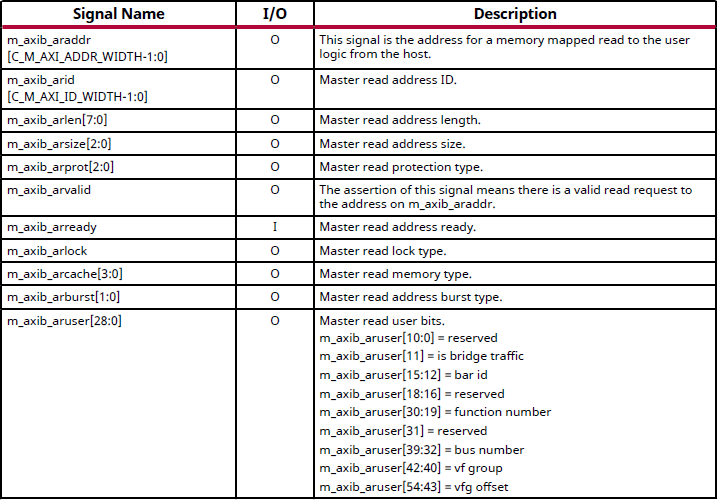 Signal Name I/O Description
m_axib_araddr O This signal is the address for a memory mapped read to the user
[C_M_AXI_ADDR_WIDTH-1:0] logic from the host.
m_axib_arid O Master read address ID.
[C_M_AXI_ID_WIDTH-1:0]
m_axib_arlen[7:0] O Master read address length.
m_axib_arsize[2:0] O Master read address size.
m_axib_arprot[2:0] O Master read protection type.
m_axib_arvalid O The assertion of this signal means there is a valid read request to
the address on m_axib_araddr.
m_axib_arready I Master read address ready.
m_axib_arlock O Master read lock type.
m_axib_arcache[3:0] O Master read memory type.
m_axib_arburst[1:0] O Master read address burst type.
m_axib_aruser[28:0] O Master read user bits.
m_axib_aruser[10:0] = reserved
m_axib_aruser[11] = is bridge traffic
m_axib_aruser[15:12] = bar id
m_axib_aruser[18:16] = reserved
m_axib_aruser[30:19] = function number
m_axib_aruser[31] = reserved
m_axib_aruser[39:32] = bus number
m_axib_aruser[42:40] = vf group
m_axib_aruser[54:43] = vfg offset